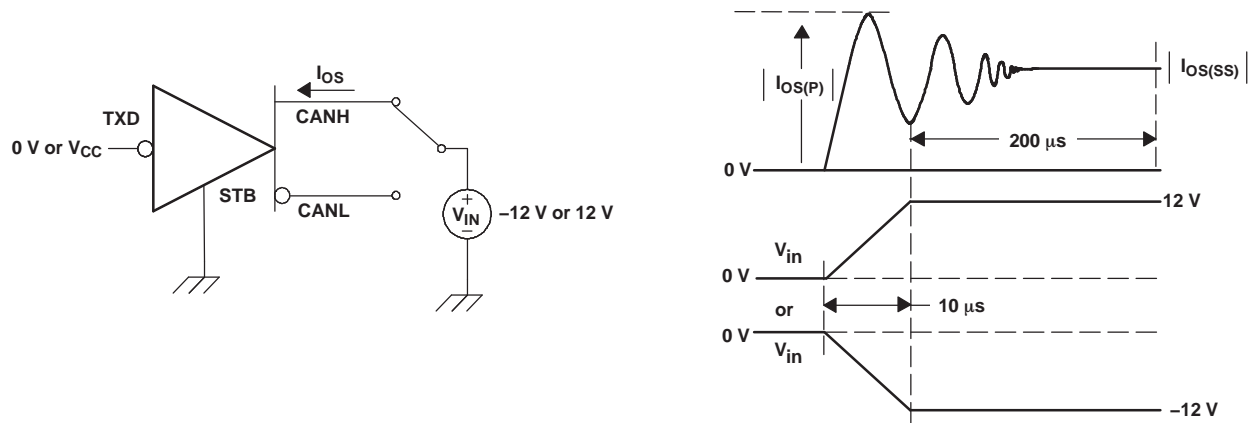 TXD
0 V or VCC
STB
IOS
CANH
CANL
+
VIN
–
–12 V or 12 V
|IOS(P)|
|IOS(SS)|
200 µs
0 V
12 V
Vin
0 V
or
10 µs
0 V
Vin
–12 V